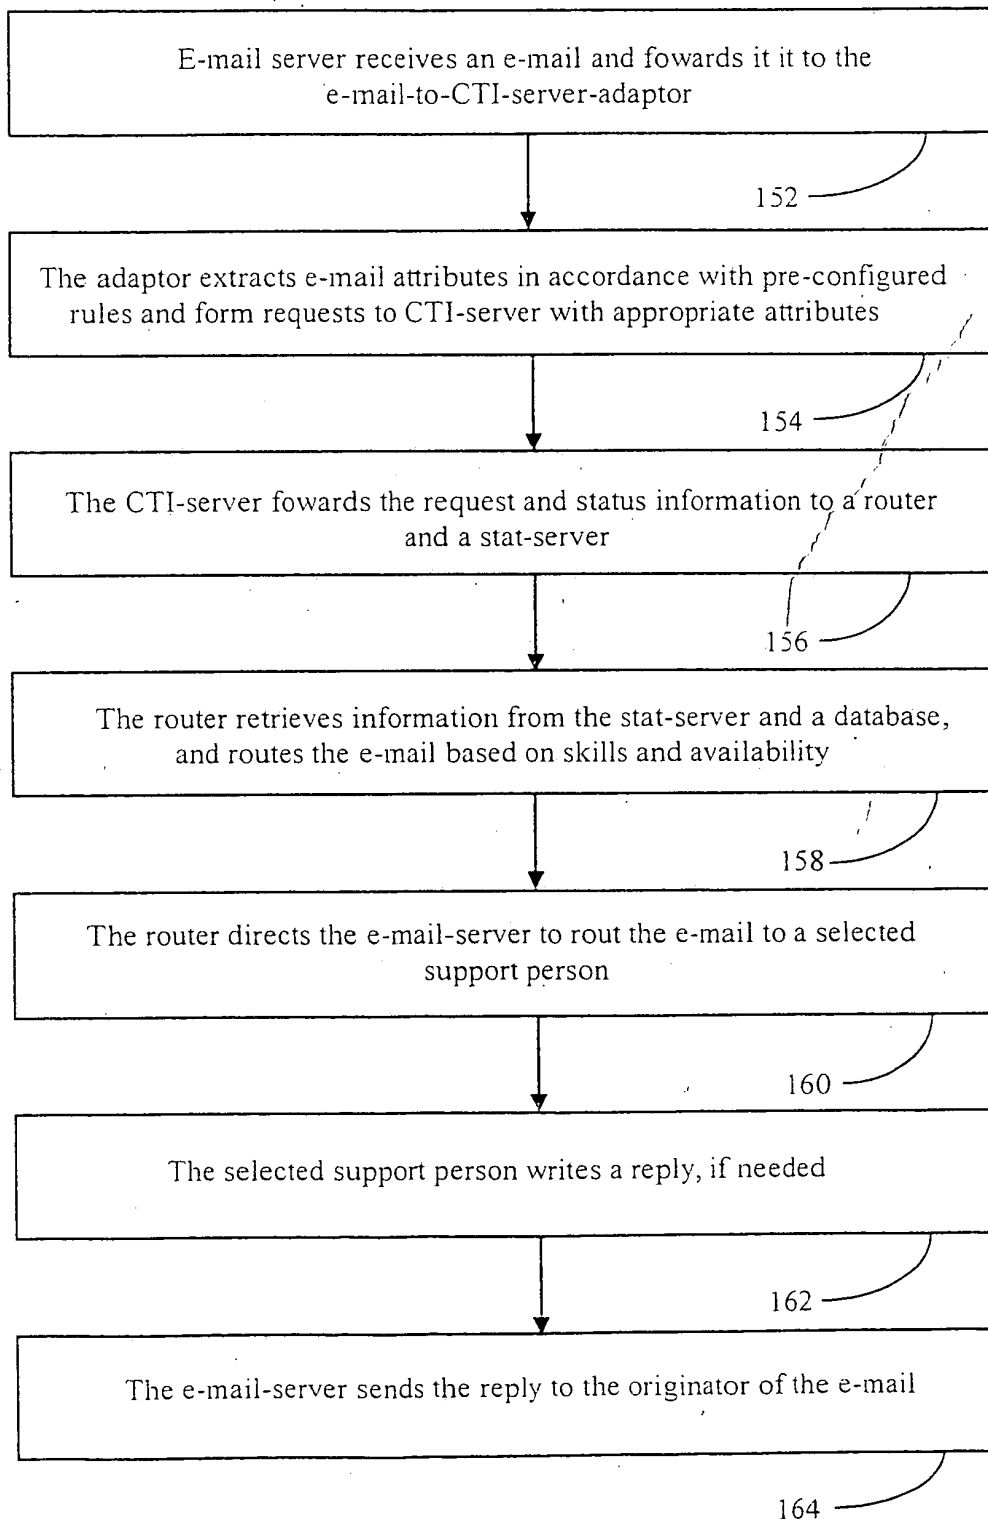 E-mail server receives an e-mail and fowards it it to the
e-mail-to-CTI-server-adaptor
152
The adaptor extracts e-mail attributes in accordance with pre-configured
rules and form requests to CTI-server with appropriate attributes
154
The CTI-server fowards the request and status information to a router
and a stat-server
156
The router retrieves information from the stat-server and a database,
and routes the e-mail based on skills and availability
158
The router directs the e-mail-server to rout the e-mail to a selected
support person
160
The selected support person writes a reply, if needed
162
The e-mail-server sends the reply to the originator of the e-mail
164